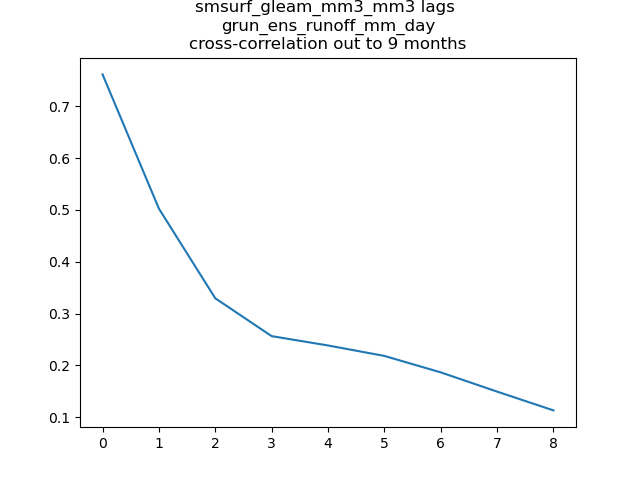 smsurf_gleam_mm3_mm3 lags
grun_ens_runoff_mm_day
cross-correlation out to 9 months
0.7
0.6
0.5
0.4
0.3
0.2
0.1
0 1 2 3 4 5 6 7 8